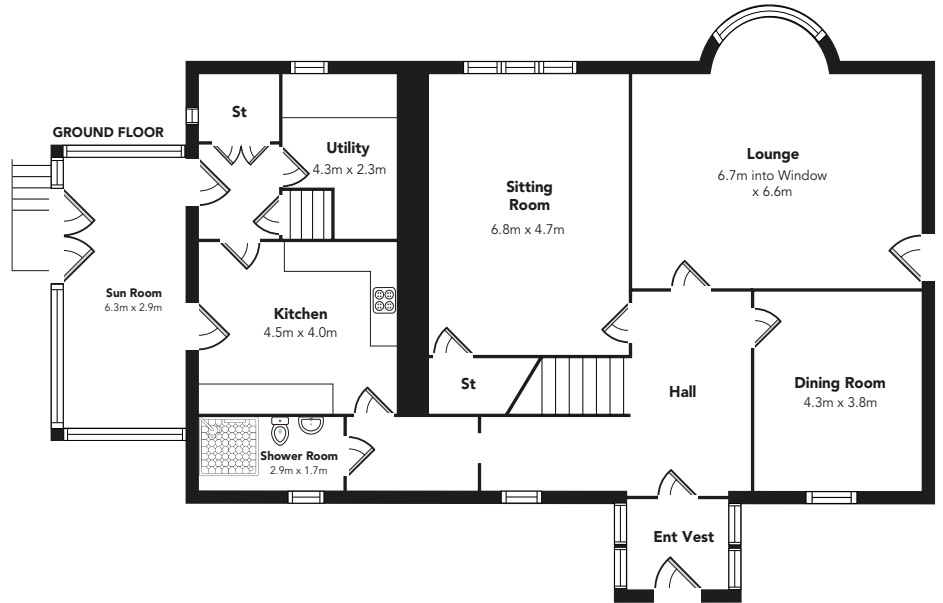 GROUND FLOOR
St
Utility
4.3m x 2.3m
Sitting
Room
6.8m x 4.7m
Lounge
6.7m into Window
x 6.6m
Sun Room
6.3m x 2.9m
Kitchen
4.5m x 4.0m
St
Hall
Dining Room
4.3m x 3.8m
Shower Room
2.9m x 1.7m
Ent Vest